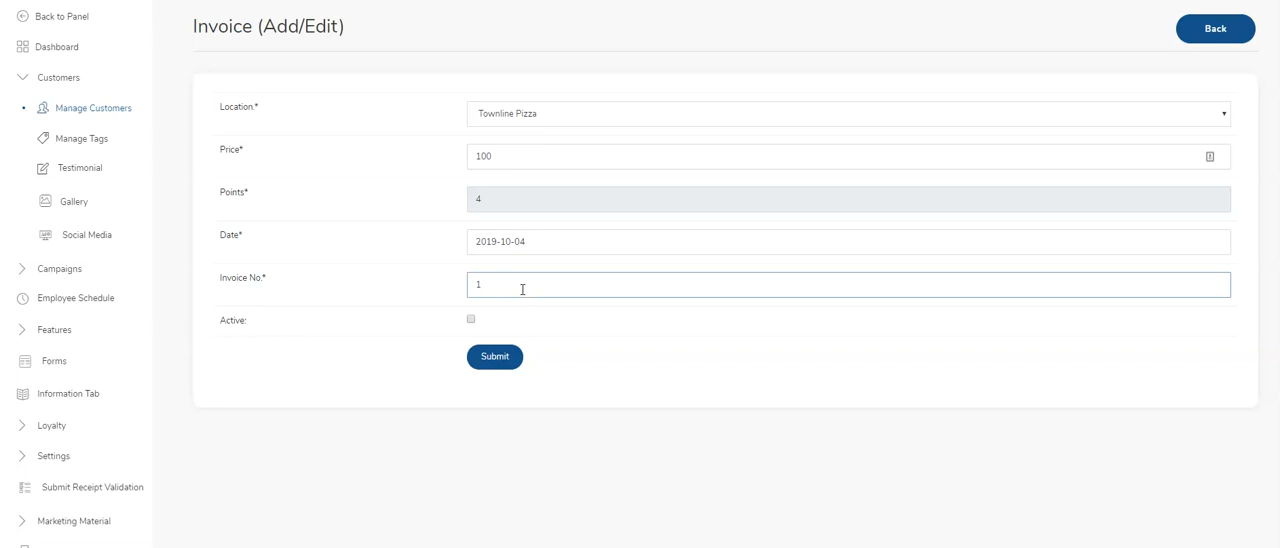 Back to Panel
Dashboard
Customers
Manage Customers
Manage Tags
Testimonial
Gallery
Social Media
Campaigns
Employee Schedule
Features
Forms
Information Tab
Loyalty
Settings
Submit Receipt Validation
Marketing Material
Invoice (Add/Edit)
Back
Location.*
Townline Pizza
Price*
100
Points*
4
Date*
2019-10-04
Invoice No.*
1
Active:
Submit